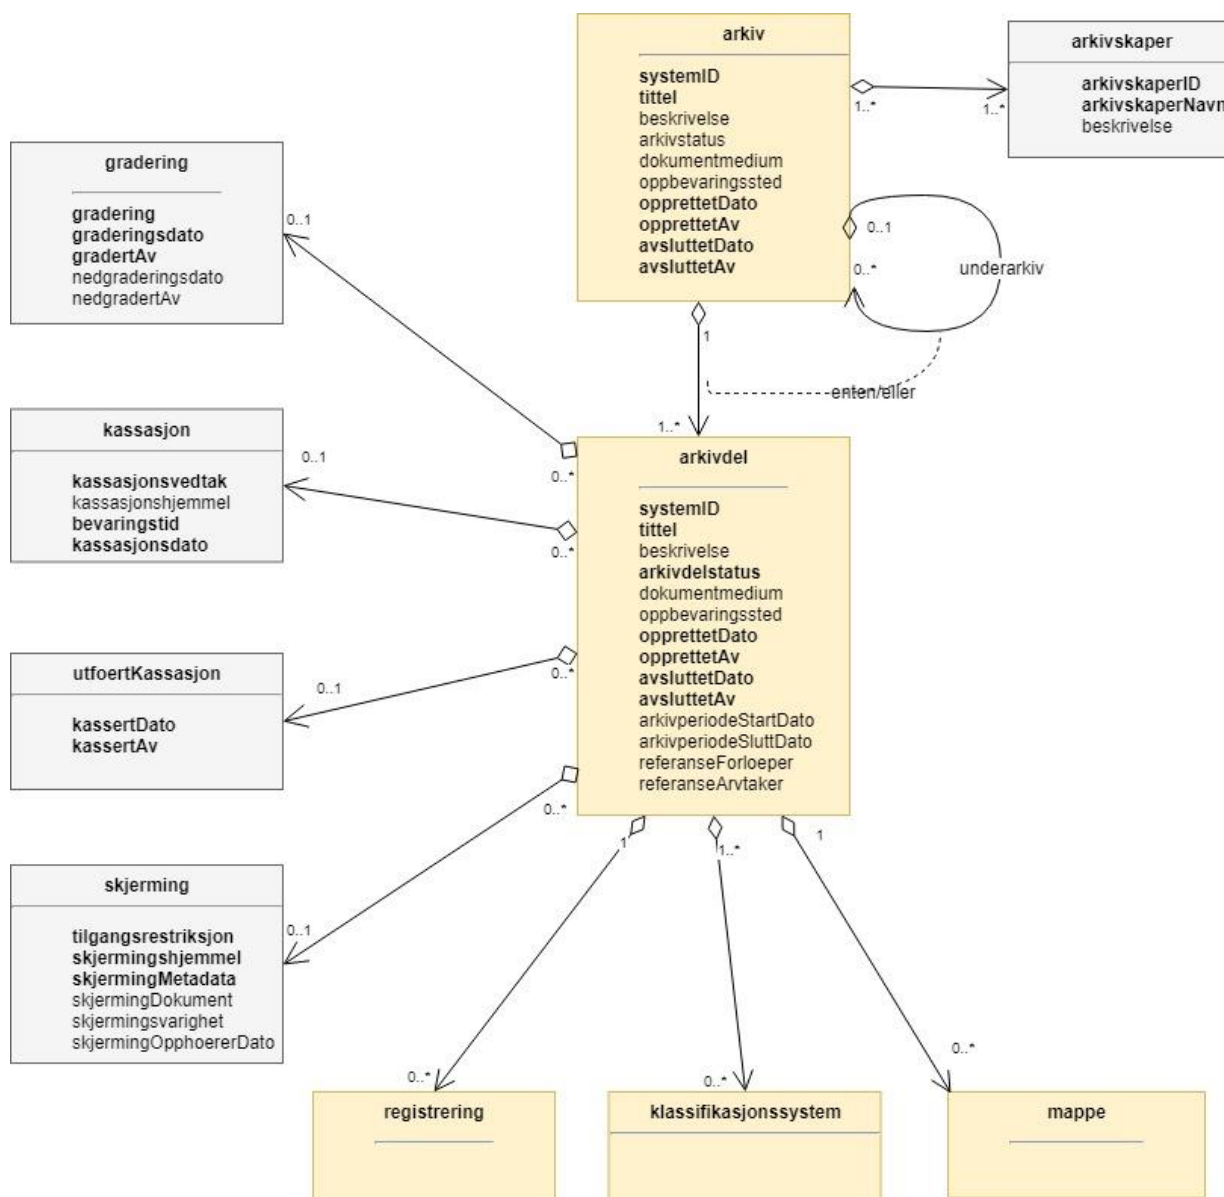 arkiv
systemID
tittel
beskrivelse
arkivstatus
dokumentmedium
oppbevaringssted
opprettetDato
opprettetAv
avsluttetDato
avsluttetAv
arkivskaper
arkivskaperID
arkivskaperNavn
beskrivelse
1..*
1..*
0..1
0..*
underarkiv
1
enten/eller
1..*
gradering
gradering
graderingsdato
gradertAv
nedgraderingsdato
nedgradertAv
0..1
0..*
kassasjon
kassasjonsvedtak
kassasjonshjemmel
bevaringstid
kassasjonsdato
0..1
0..*
arkivdel
systemID
tittel
beskrivelse
arkivdelstatus
dokumentmedium
oppbevaringssted
opprettetDato
opprettetAv
avsluttetDato
avsluttetAv
arkivperiodeStartDato
arkivperiodeSluttDato
referanseForloeper
referanseArvtaker
utfoertKassasjon
kassertDato
kassertAv
0..1
0..*
skjerming
tilgangsrestriksjon
skjermingshjemmel
skjermingMetadata
skjermingDokument
skjermingsvarighet
skjermingOpphoererDato
0..1
0..*
1
1..*
1
0..*
0..*
0..*
registrering
klassifikasjonssystem
mappe